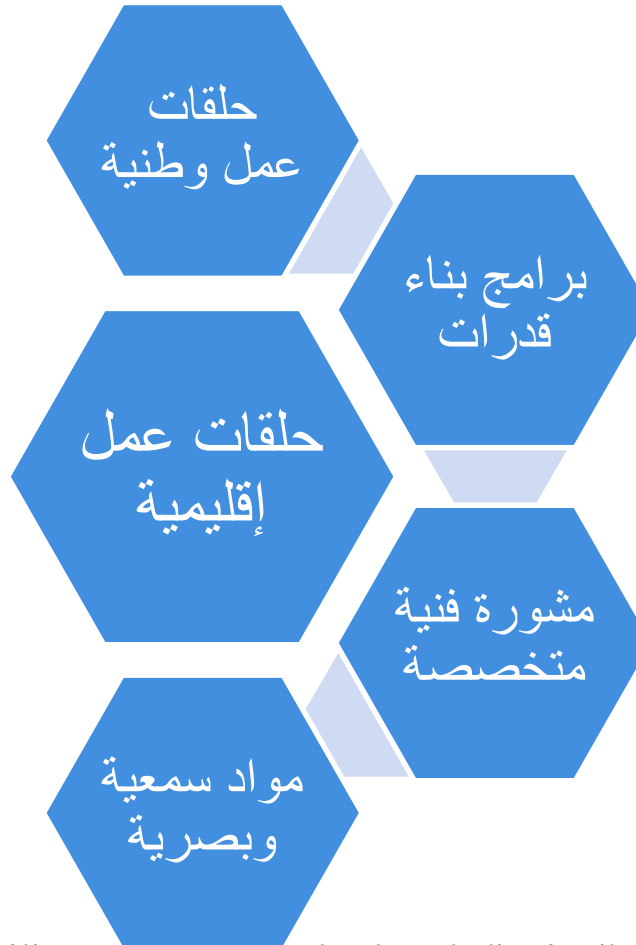 حلقات
عمل وطنية
برامج بناء
قدرات
حلقات عمل
إقليمية
مشورة فنية
متخصصة
مواد سمعية
وبصرية